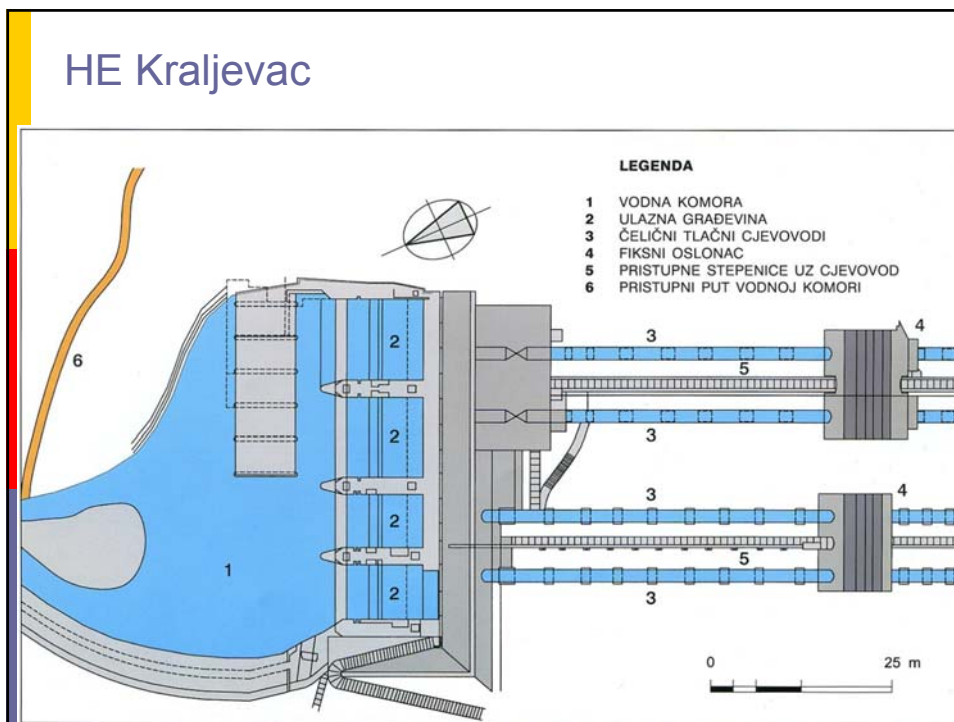 HE Kraljevac
LEGENDA
1 VODNA KOMORA
2 ULAZNA GRAĐEVINA
3 ČELIČNI TLAČNI CJEVOVODI
4 FIKSNI OSLONAC
5 PRISTUPNE STEPENICE UZ CJEVOVOD
6 PRISTUPNI PUT VODNOJ KOMORI
6
2
3
4
5
2
3
2
3
4
1
2
5
3
0 25 m